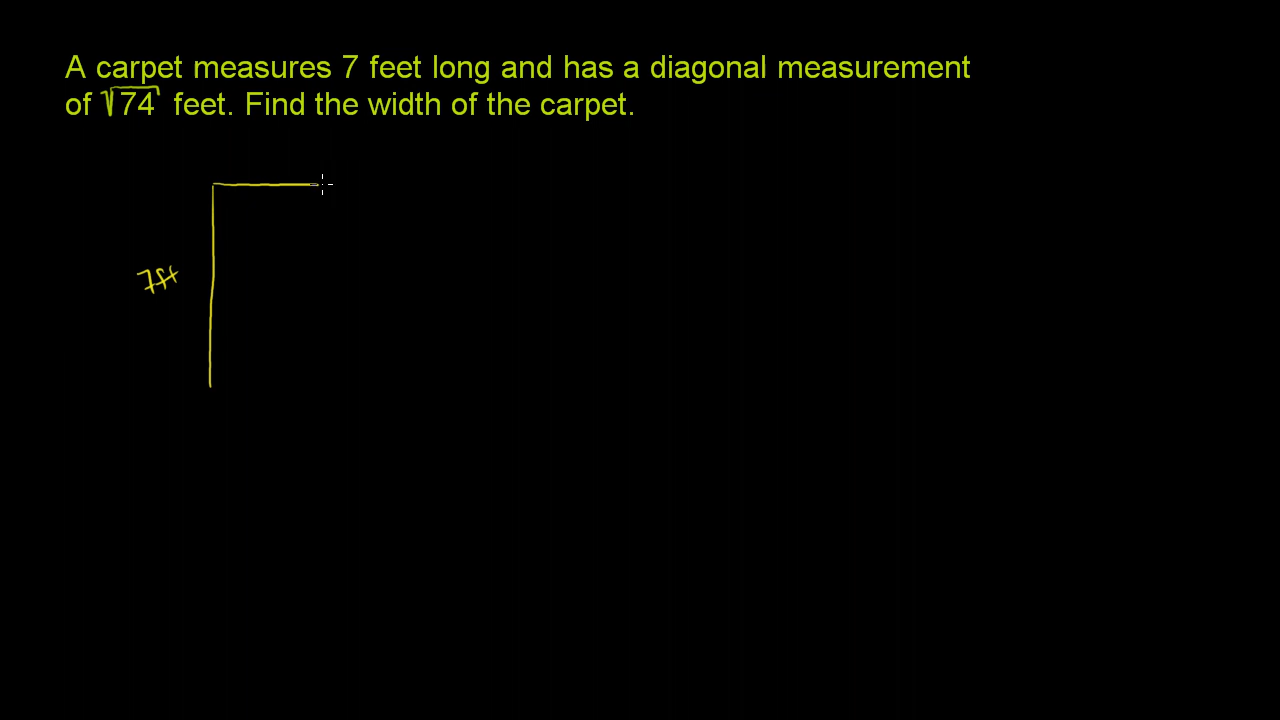 A carpet measures 7 feet long and has a diagonal measurement
of √74 feet. Find the width of the carpet.
7ft